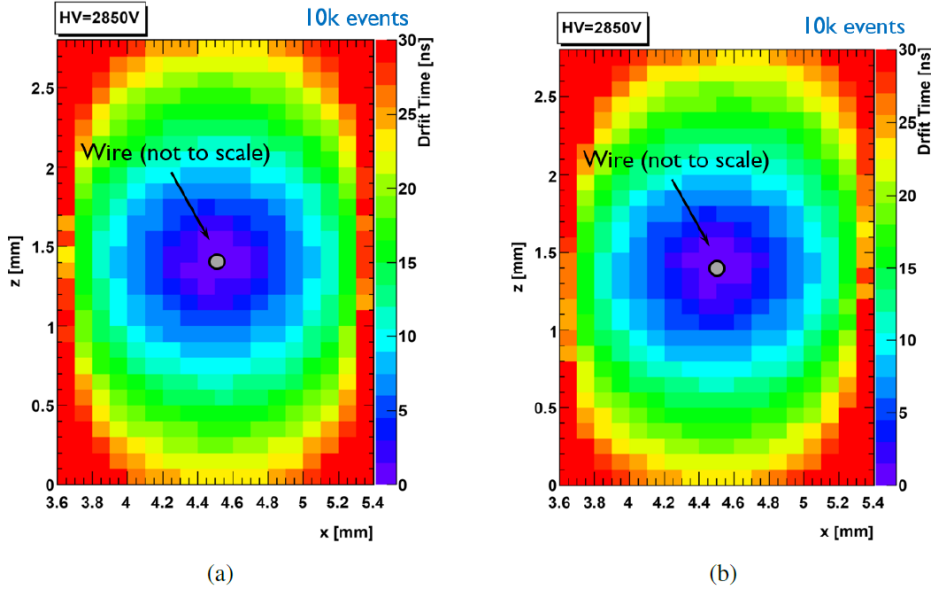 HV=2850V
10k events
Wire (not to scale)
z [mm]
2.5
2
1.5
1
0.5
0
3.6 3.8 4 4.2 4.4 4.6 4.8 5 5.2 5.4
x [mm]
30
25
20
15
10
5
0
Drfit Time [ns]
(a)
HV=2850V
10k events
Wire (not to scale)
z [mm]
2.5
2
1.5
1
0.5
0
3.6 3.8 4 4.2 4.4 4.6 4.8 5 5.2 5.4
x [mm]
30
25
20
15
10
5
0
Drfit Time [ns]
(b)